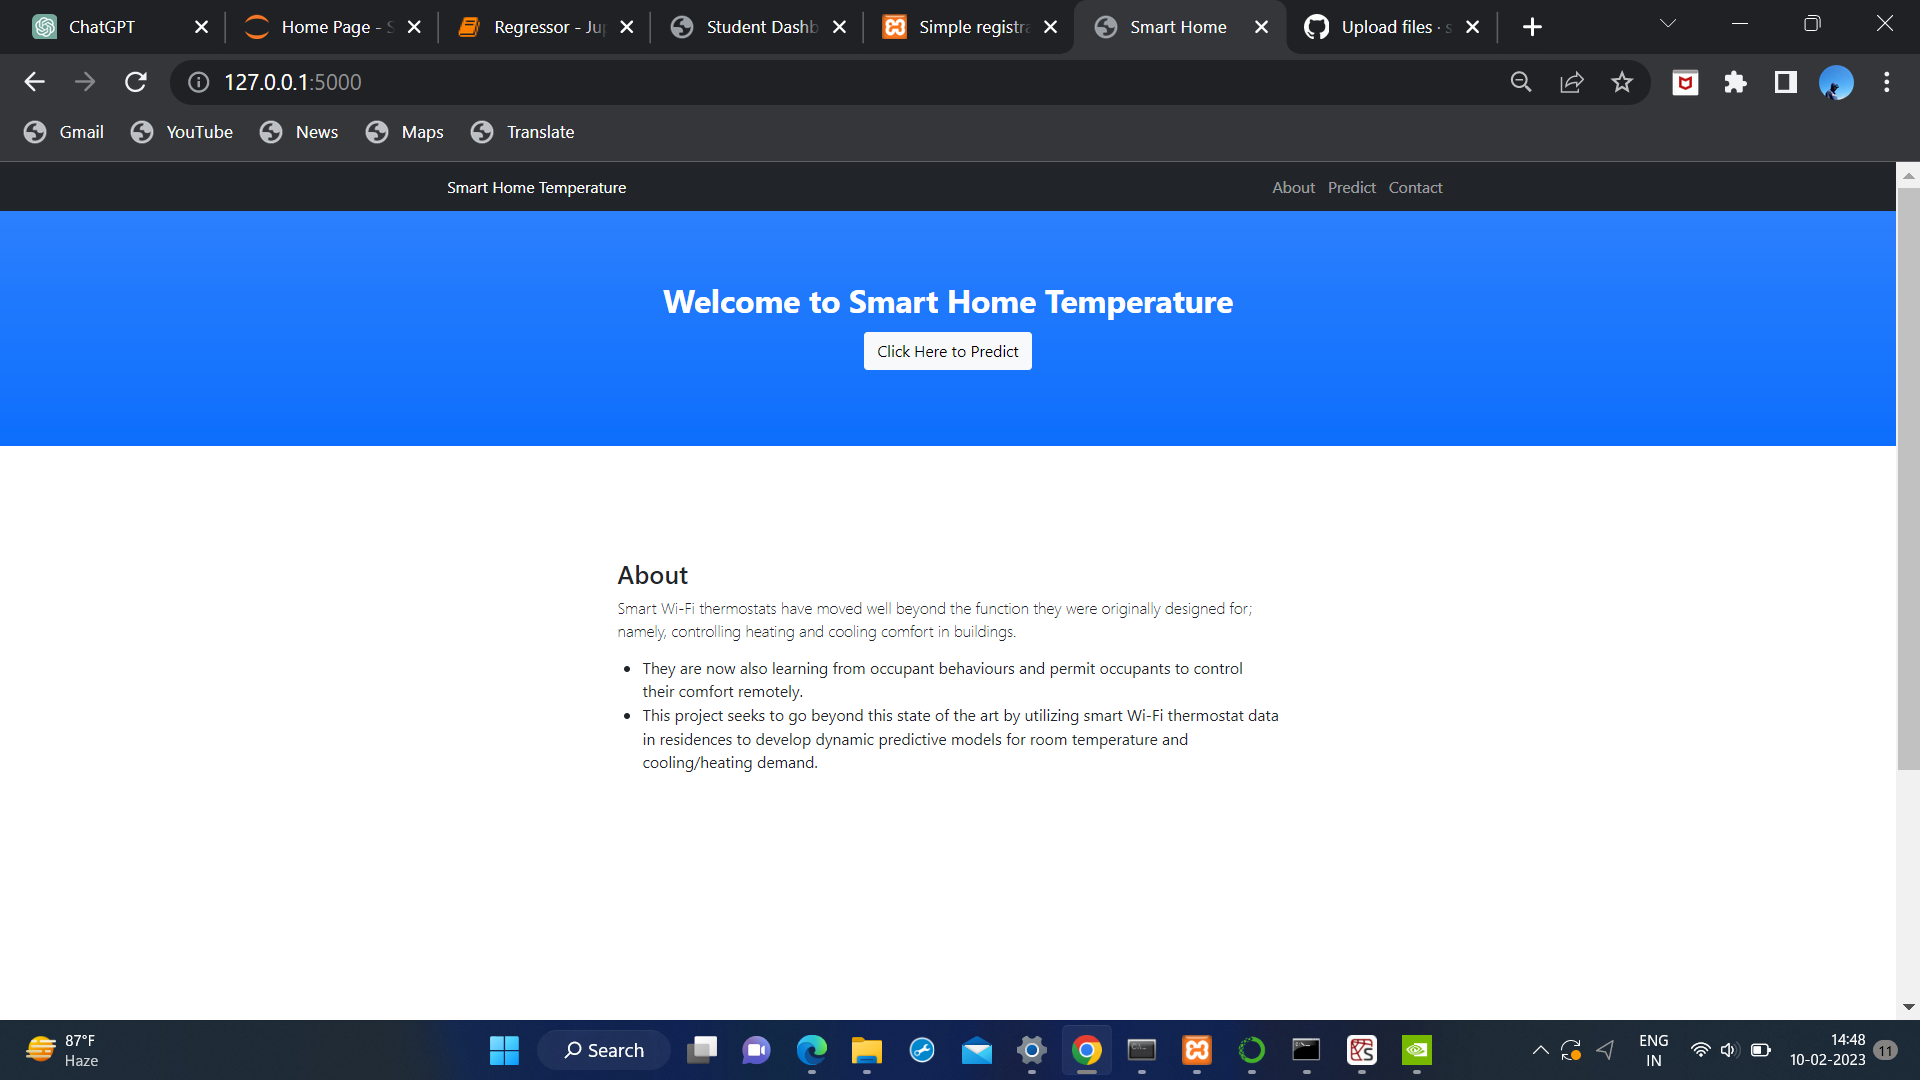 ChatGPT
Home Page - S
Regressor - Ju
Student Dashb
Simple registra
Smart Home
Upload files · s
127.0.0.1:5000
Gmail
YouTube
News
Maps
Translate
Smart Home Temperature
About
Predict
Contact
Welcome to Smart Home Temperature
Click Here to Predict
About
Smart Wi-Fi thermostats have moved well beyond the function they were originally designed for;
namely, controlling heating and cooling comfort in buildings.
• They are now also learning from occupant behaviours and permit occupants to control
their comfort remotely.
• This project seeks to go beyond this state of the art by utilizing smart Wi-Fi thermostat data
in residences to develop dynamic predictive models for room temperature and
cooling/heating demand.
87°F
Haze
Search
ENG
IN
14:48
10-02-2023
11